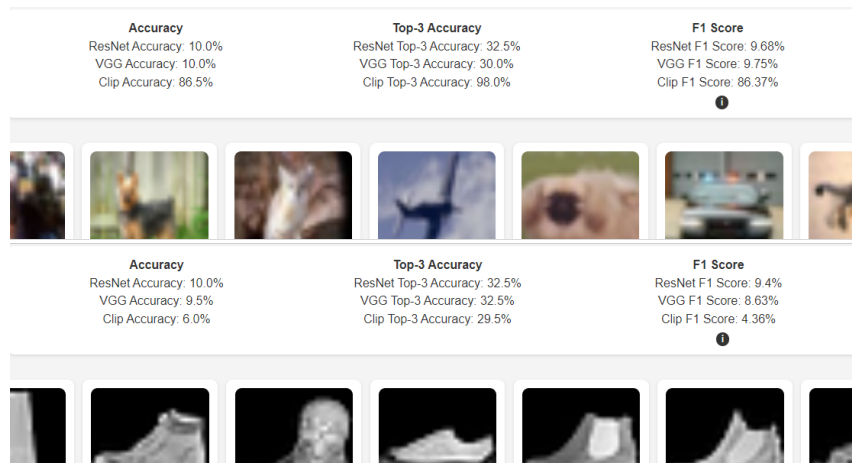 Accuracy Top-3 Accuracy F1 Score
ResNet Accuracy: 10.0% ResNet Top-3 Accuracy: 32.5% ResNet F1 Score: 9.68%
VGG Accuracy: 10.0% VGG Top-3 Accuracy: 30.0% VGG F1 Score: 9.75%
Clip Accuracy: 86.5% Clip Top-3 Accuracy: 98.0% Clip F1 Score: 86.37%
i
Accuracy Top-3 Accuracy F1 Score
ResNet Accuracy: 10.0% ResNet Top-3 Accuracy: 32.5% ResNet F1 Score: 9.4%
VGG Accuracy: 9.5% VGG Top-3 Accuracy: 32.5% VGG F1 Score: 8.63%
Clip Accuracy: 6.0% Clip Top-3 Accuracy: 29.5% Clip F1 Score: 4.36%
i